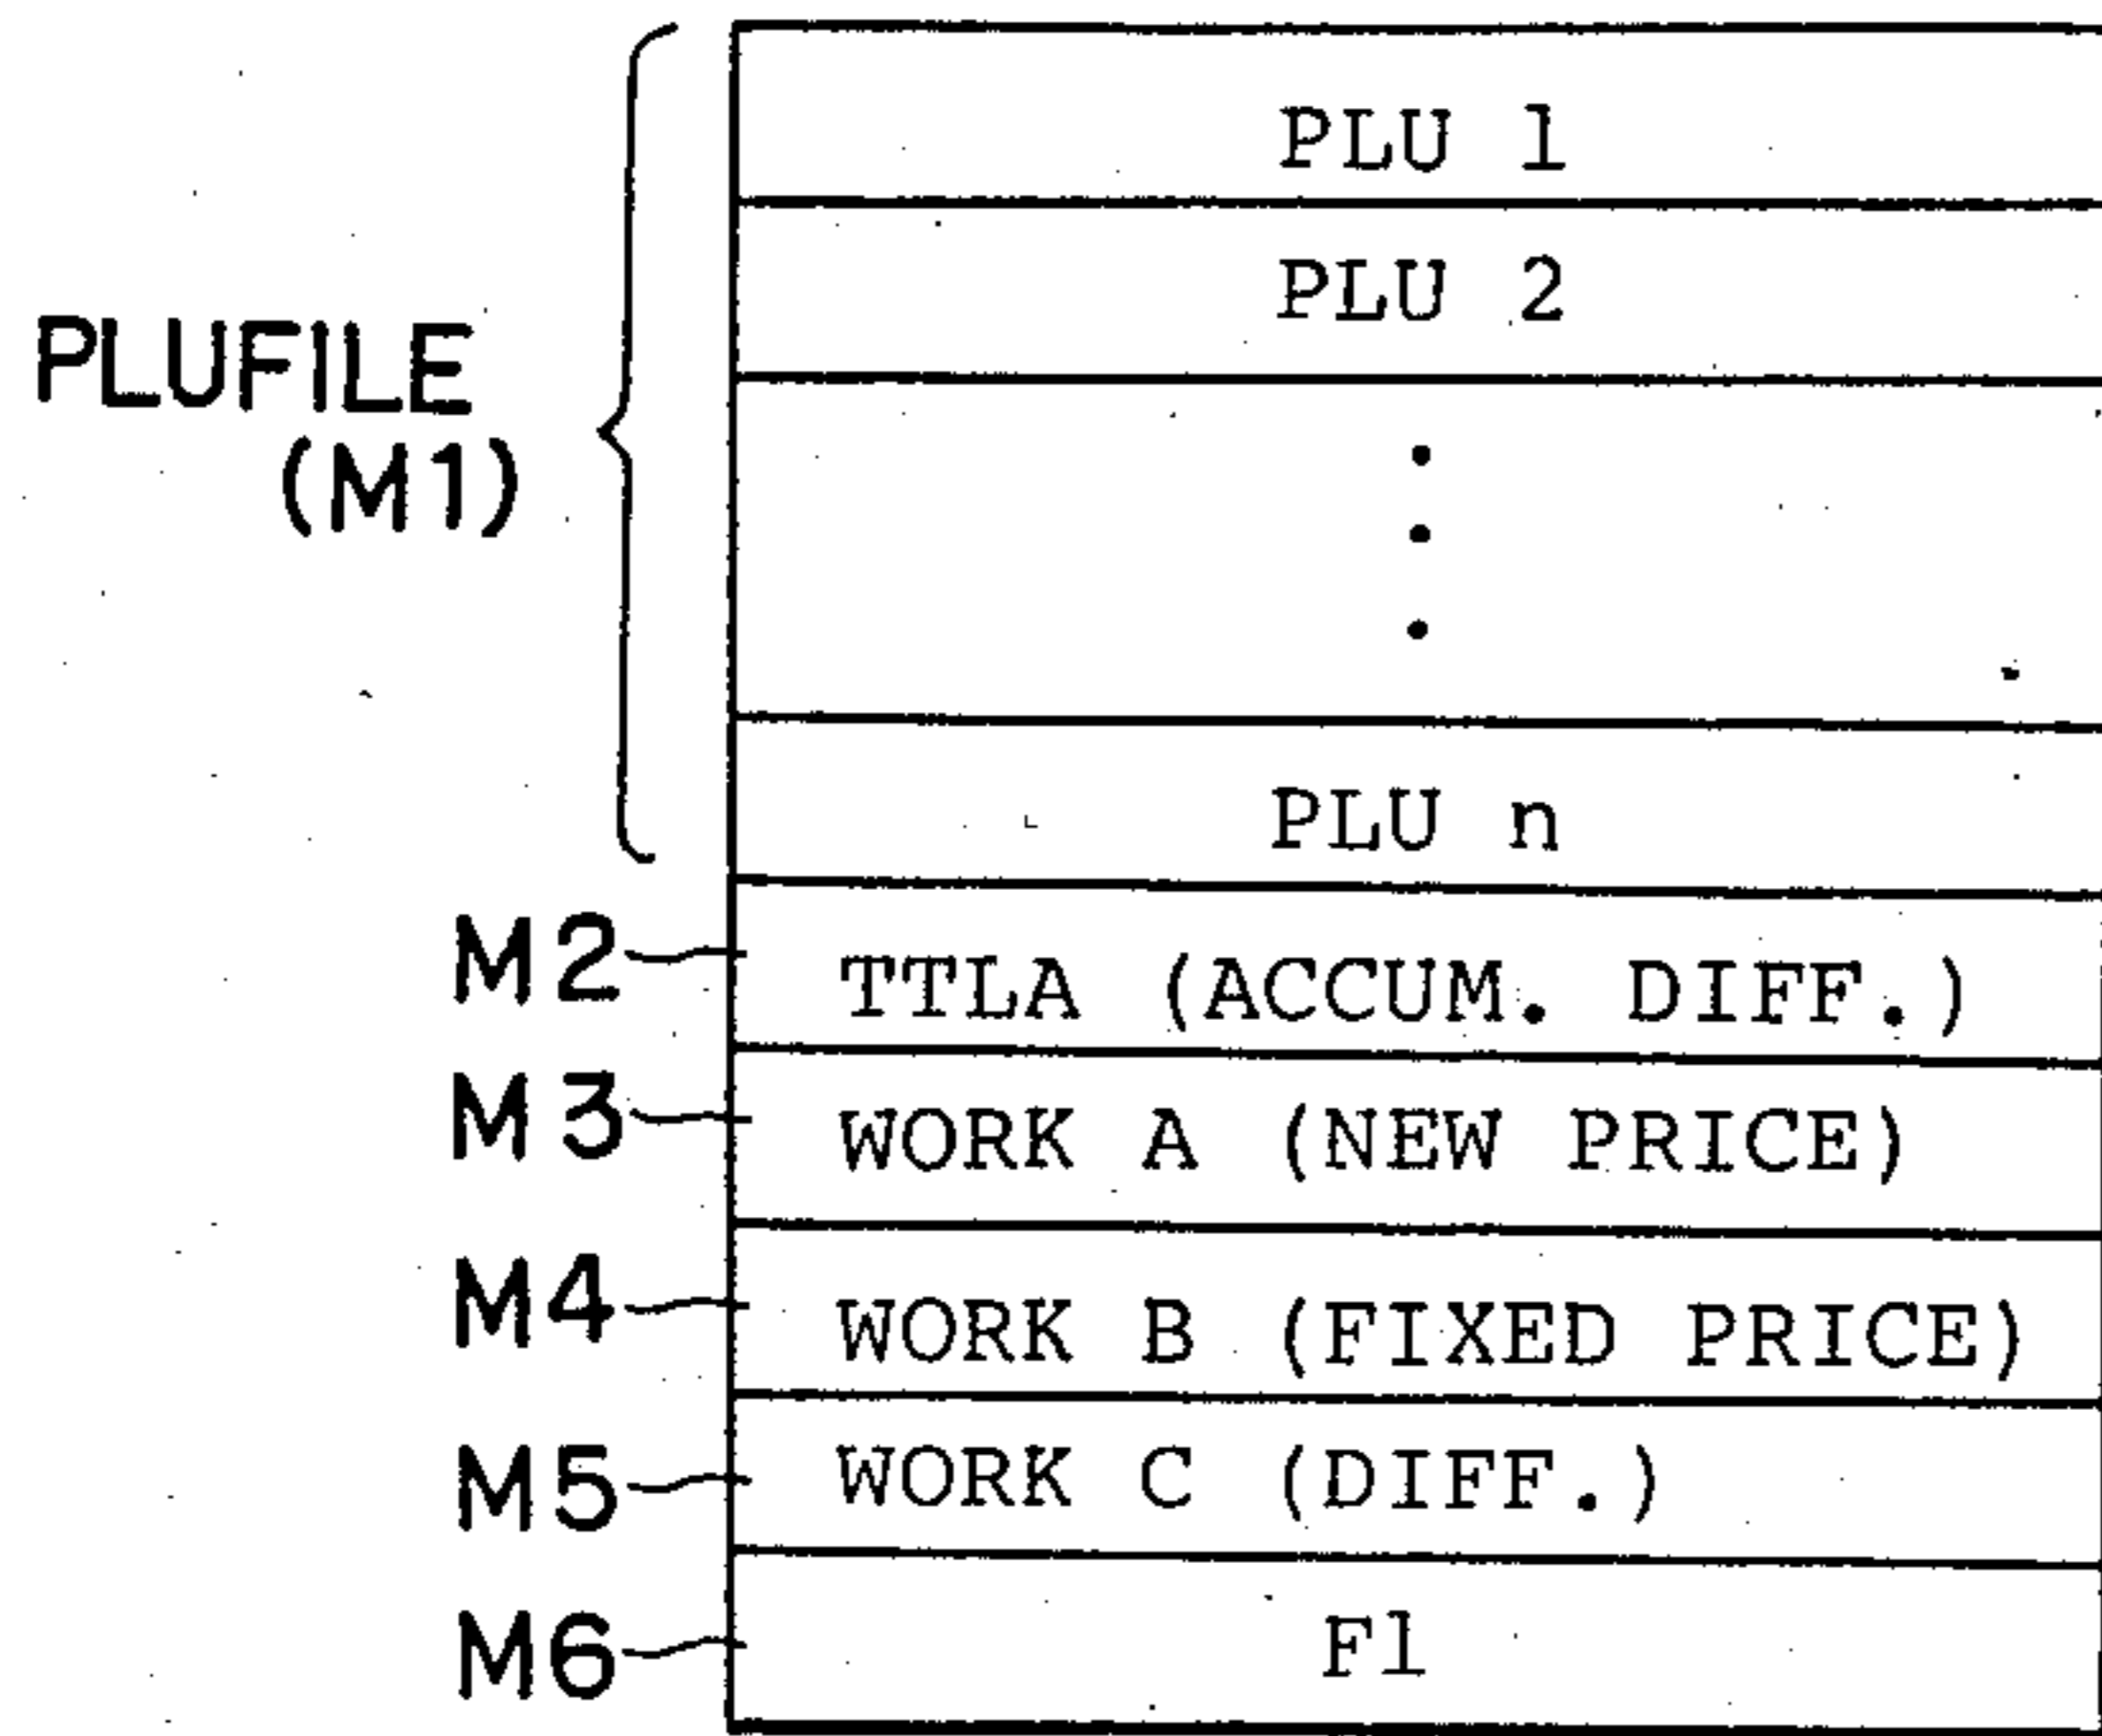 PLU 1
PLU 2
PLUFILE
(M1)
PLU n
M2 TTLA (ACCUM. DIFF.)
M3 WORK A (NEW PRICE)
M4 WORK B (FIXED PRICE)
M5 WORK C (DIFF.)
M6 F1